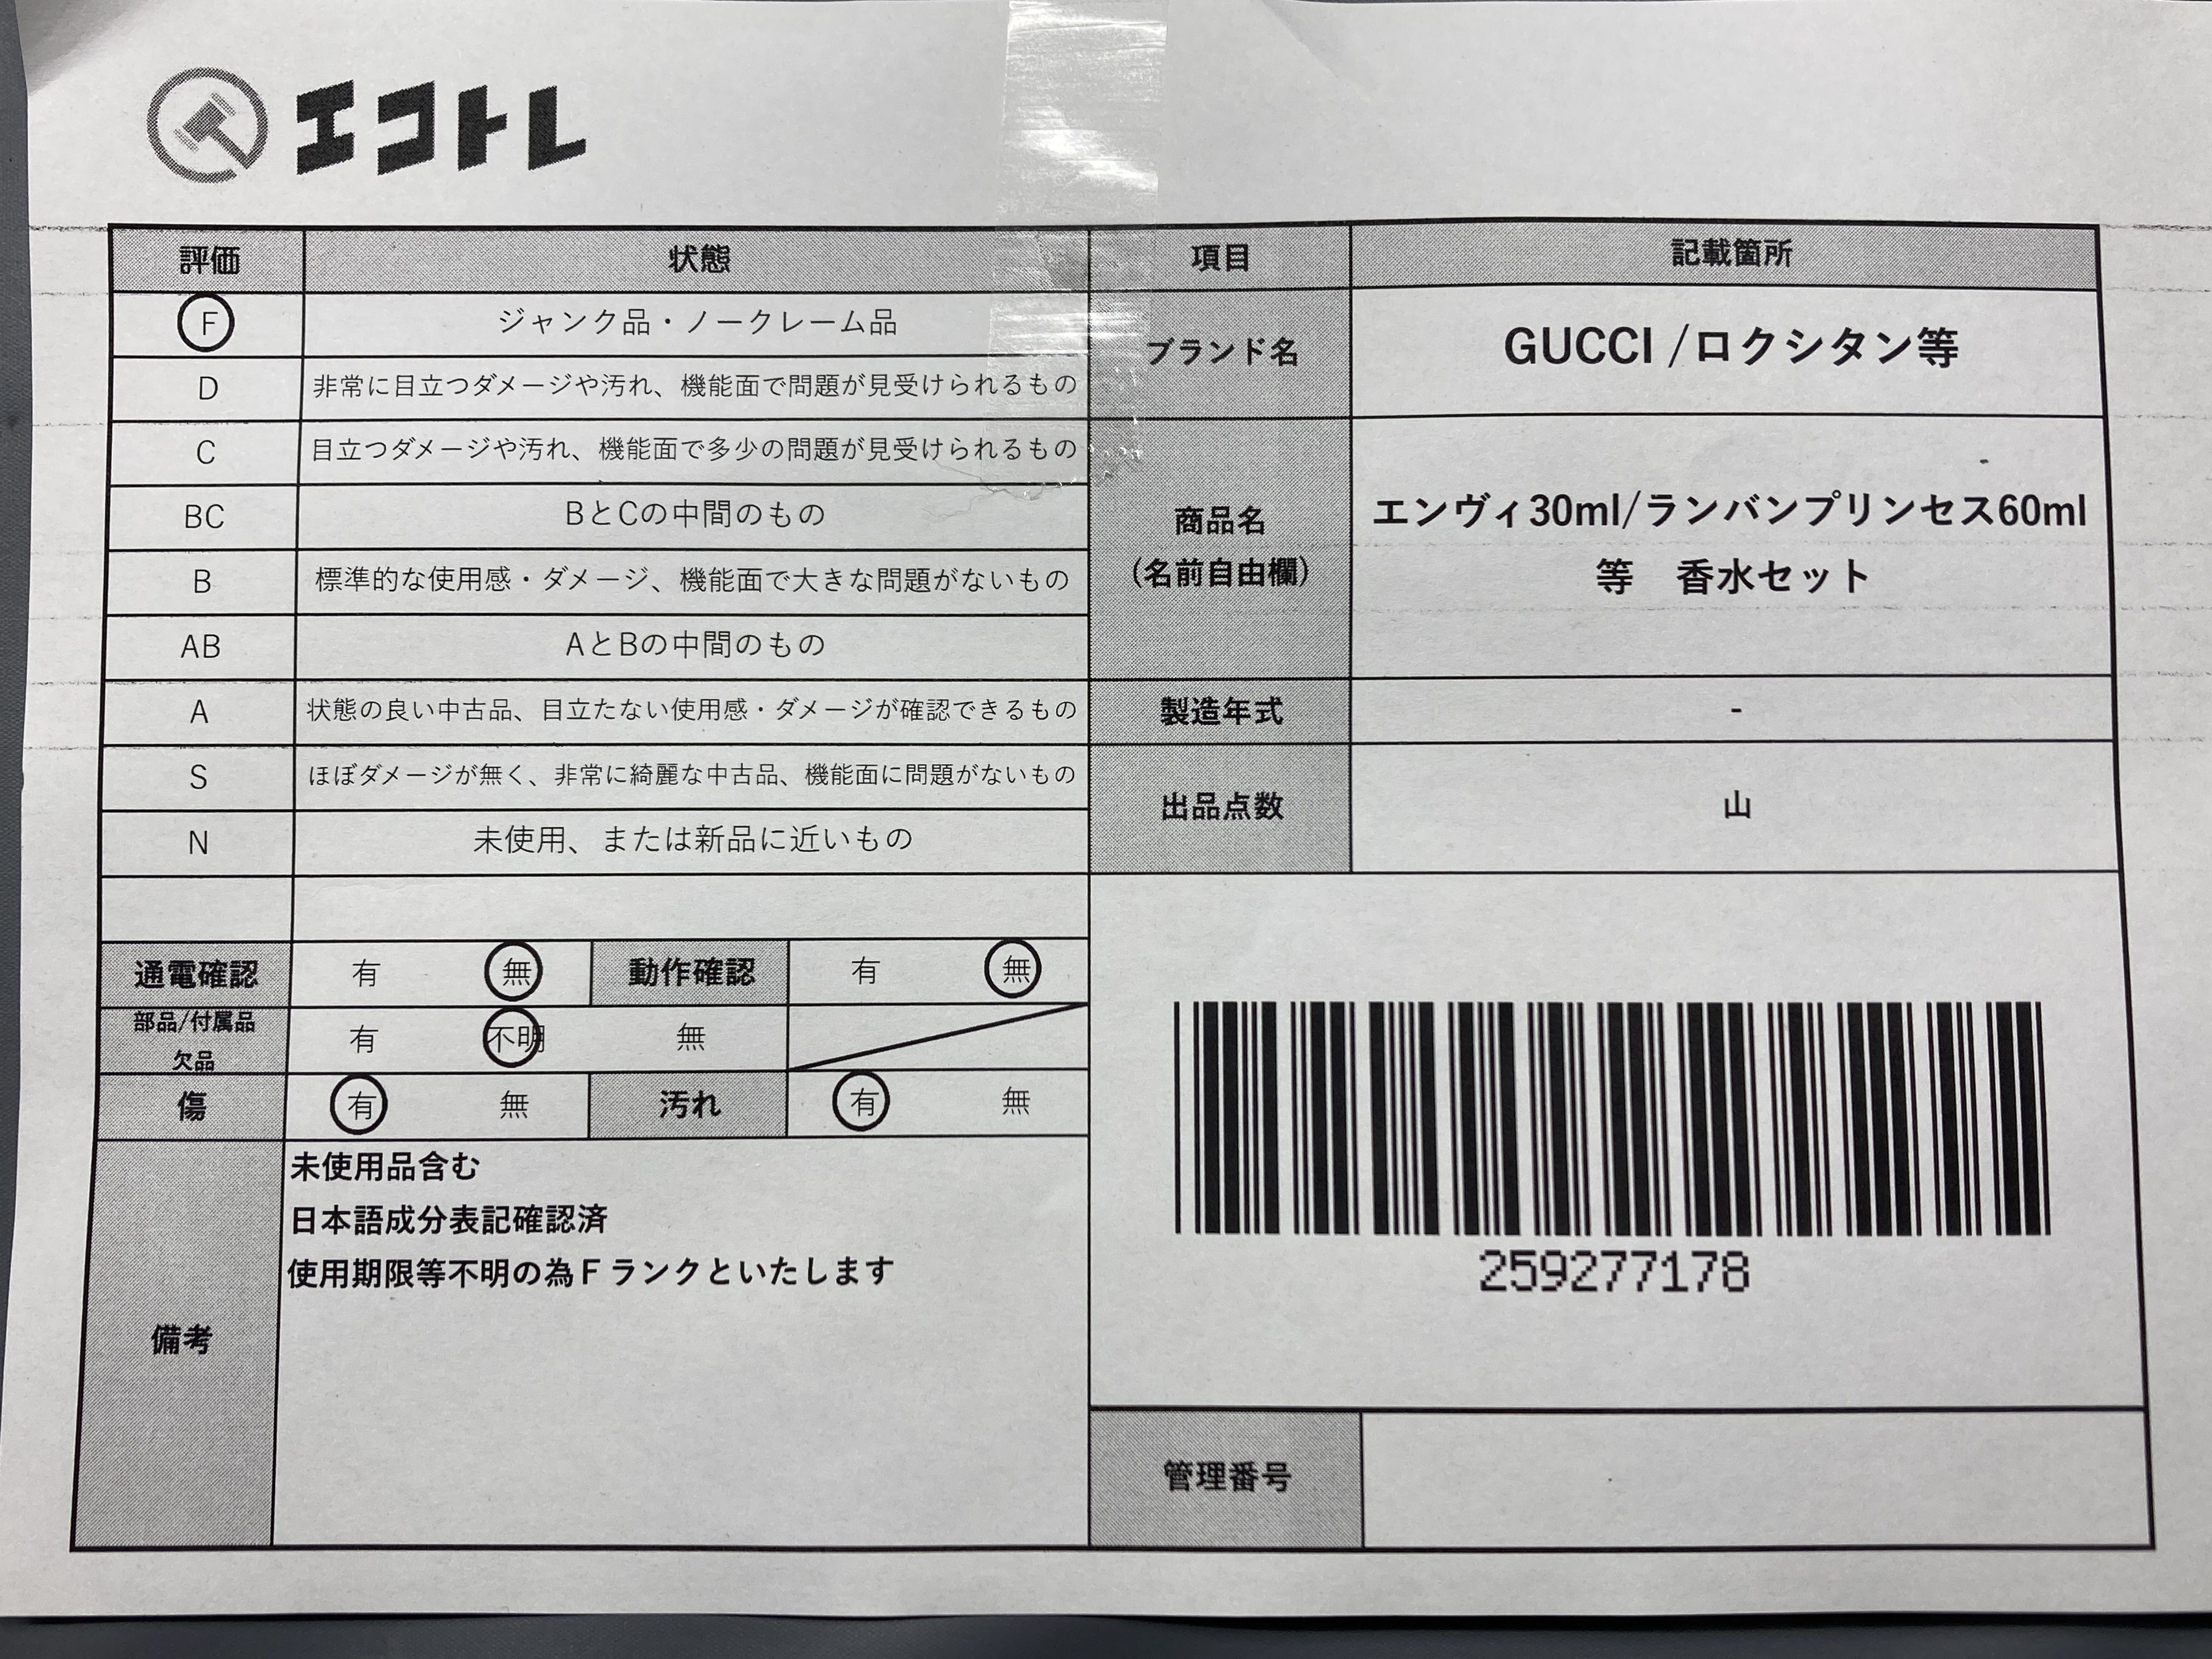 エコトレ
評価 状態 項目 記載箇所
F ジャンク品・ノークレーム品
D 非常に目立つダメージや汚れ、機能面で問題が見受けられるもの
ブランド名 GUCCI /ロクシタン等
C 目立つダメージや汚れ、機能面で多少の問題が見受けられるもの
BC BとCの中間のもの
B 標準的な使用感・ダメージ、機能面で大きな問題がないもの
AB AとBの中間のもの
商品名
(名前自由欄)
エンヴィ30ml/ランバンプリンセス60ml
等 香水セット
A 状態の良い中古品、目立たない使用感・ダメージが確認できるもの
製造年式 -
S ほぼダメージが無く、非常に綺麗な中古品、機能面に問題がないもの
N 未使用、または新品に近いもの
出品点数 山
通電確認 有 無 動作確認 有 無
部品/付属品
欠品
有 不明 無
傷 有 無 汚れ 有 無
備考
未使用品含む
日本語成分表記確認済
使用期限等不明の為Fランクといたします
259277178
管理番号